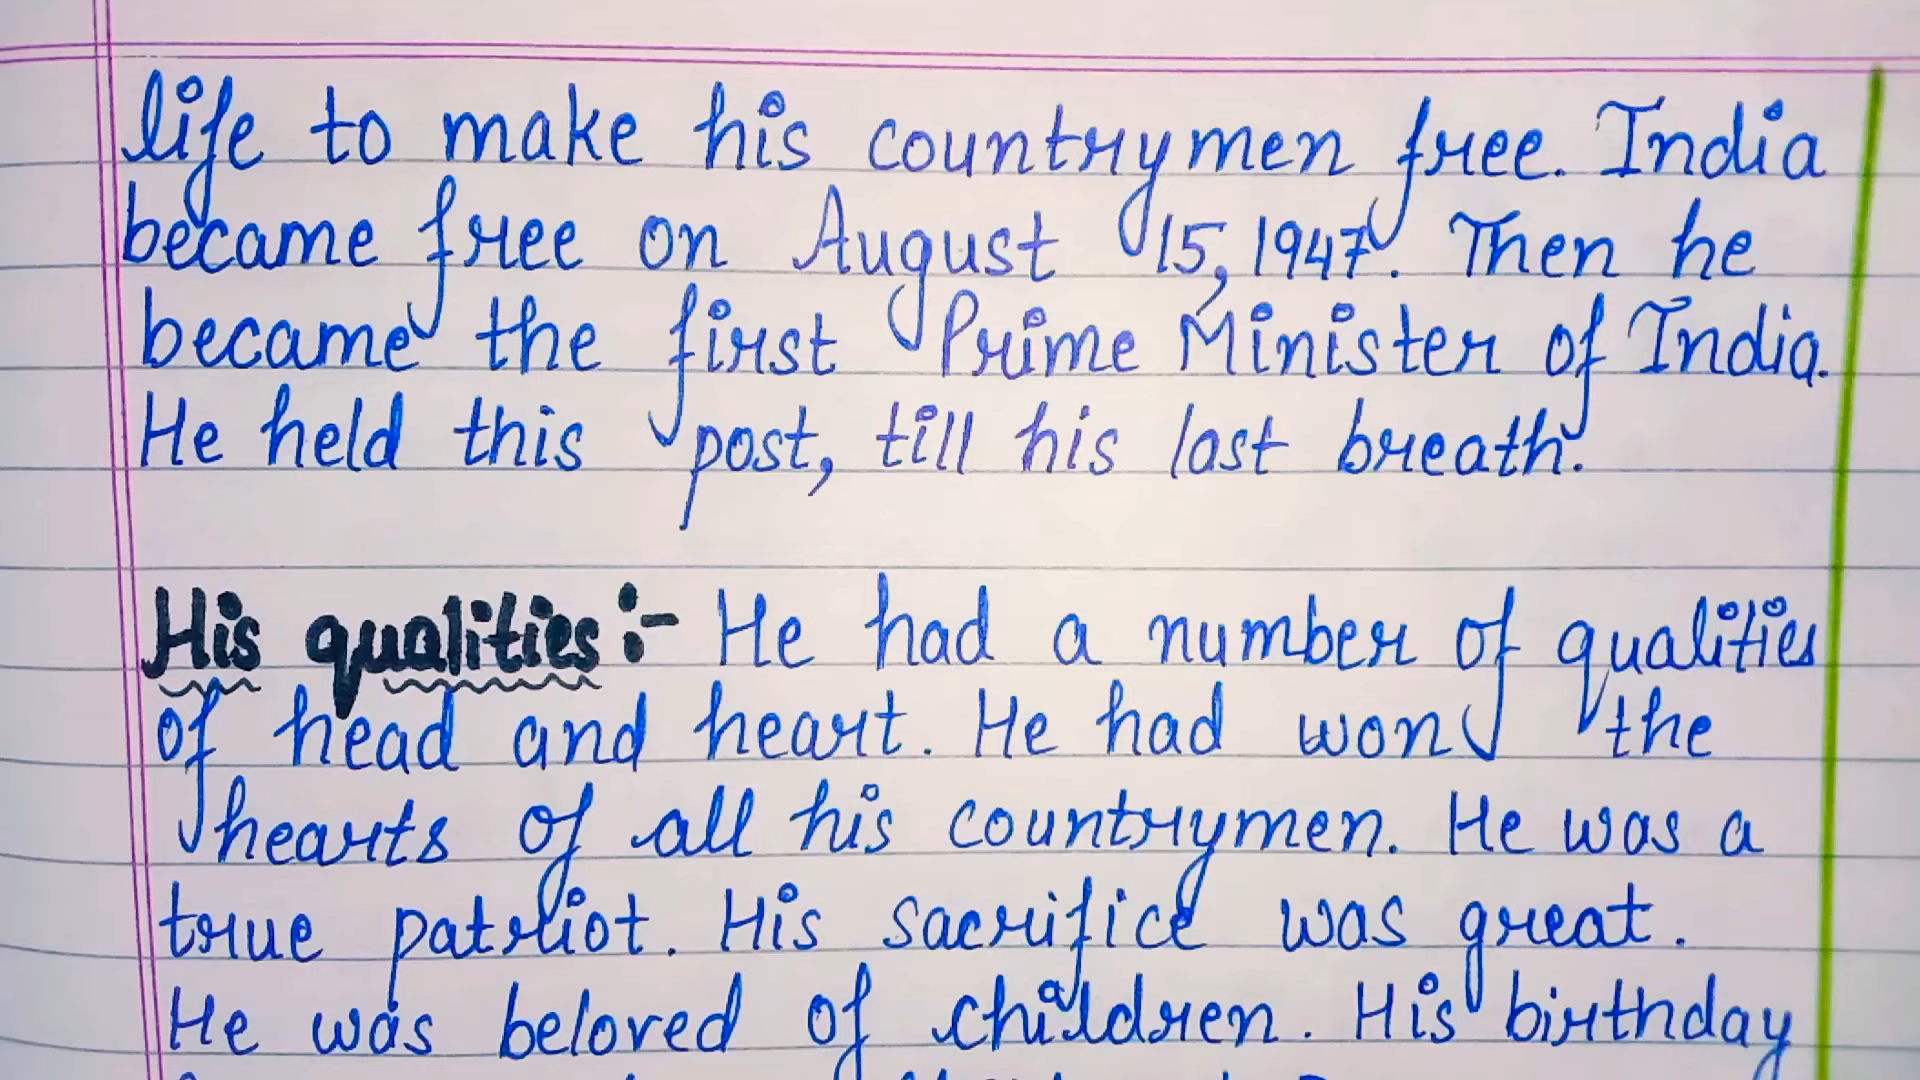 life to make his countrymen free. India
became free on August 15, 1947. Then he
became the first Prime Minister of India.
He held this post, till his last breath.
His qualities :- He had a number of qualities
of head and heart. He had won the
hearts of all his countrymen. He was a
true patriot. His sacrifice was great.
He was beloved of children. His birthday